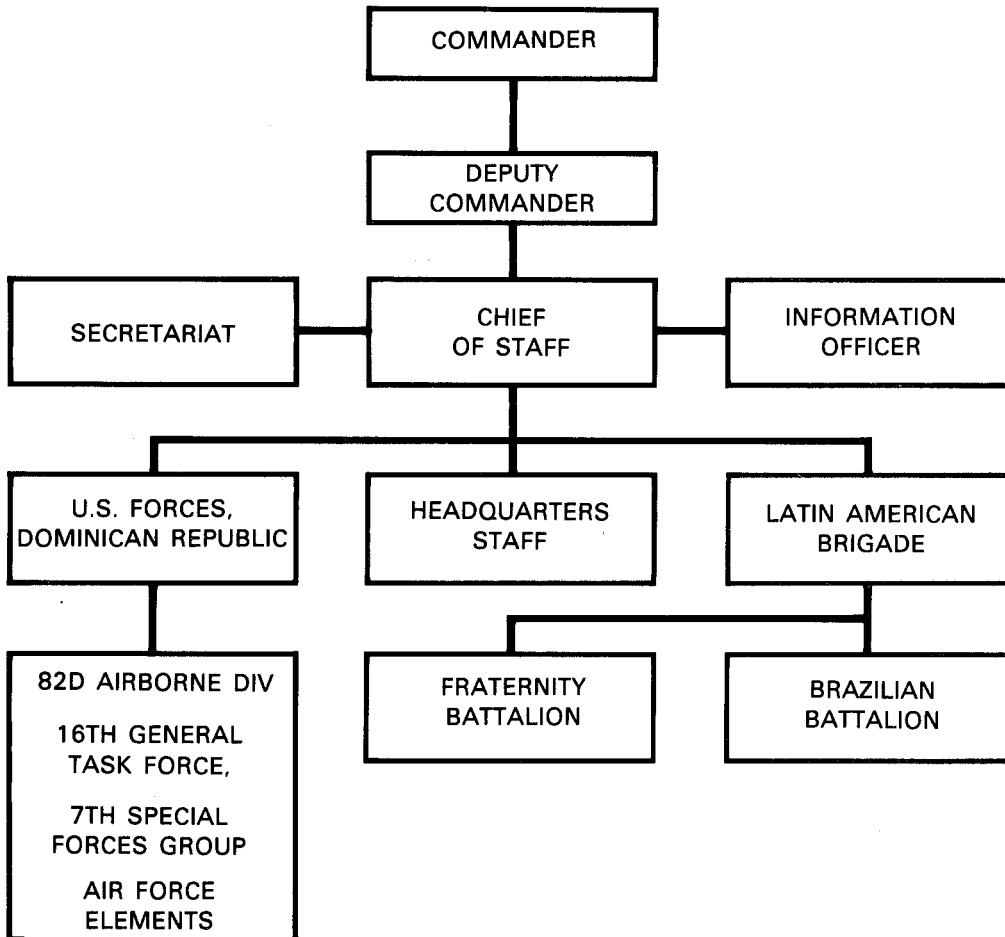 COMMANDER
DEPUTY
COMMANDER
SECRETARIAT
CHIEF
OF STAFF
INFORMATION
OFFICER
U.S. FORCES,
DOMINICAN REPUBLIC
HEADQUARTERS
STAFF
LATIN AMERICAN
BRIGADE
82D AIRBORNE DIV
16TH GENERAL
TASK FORCE,
7TH SPECIAL
FORCES GROUP
AIR FORCE
ELEMENTS
FRATERNITY
BATTALION
BRAZILIAN
BATTALION